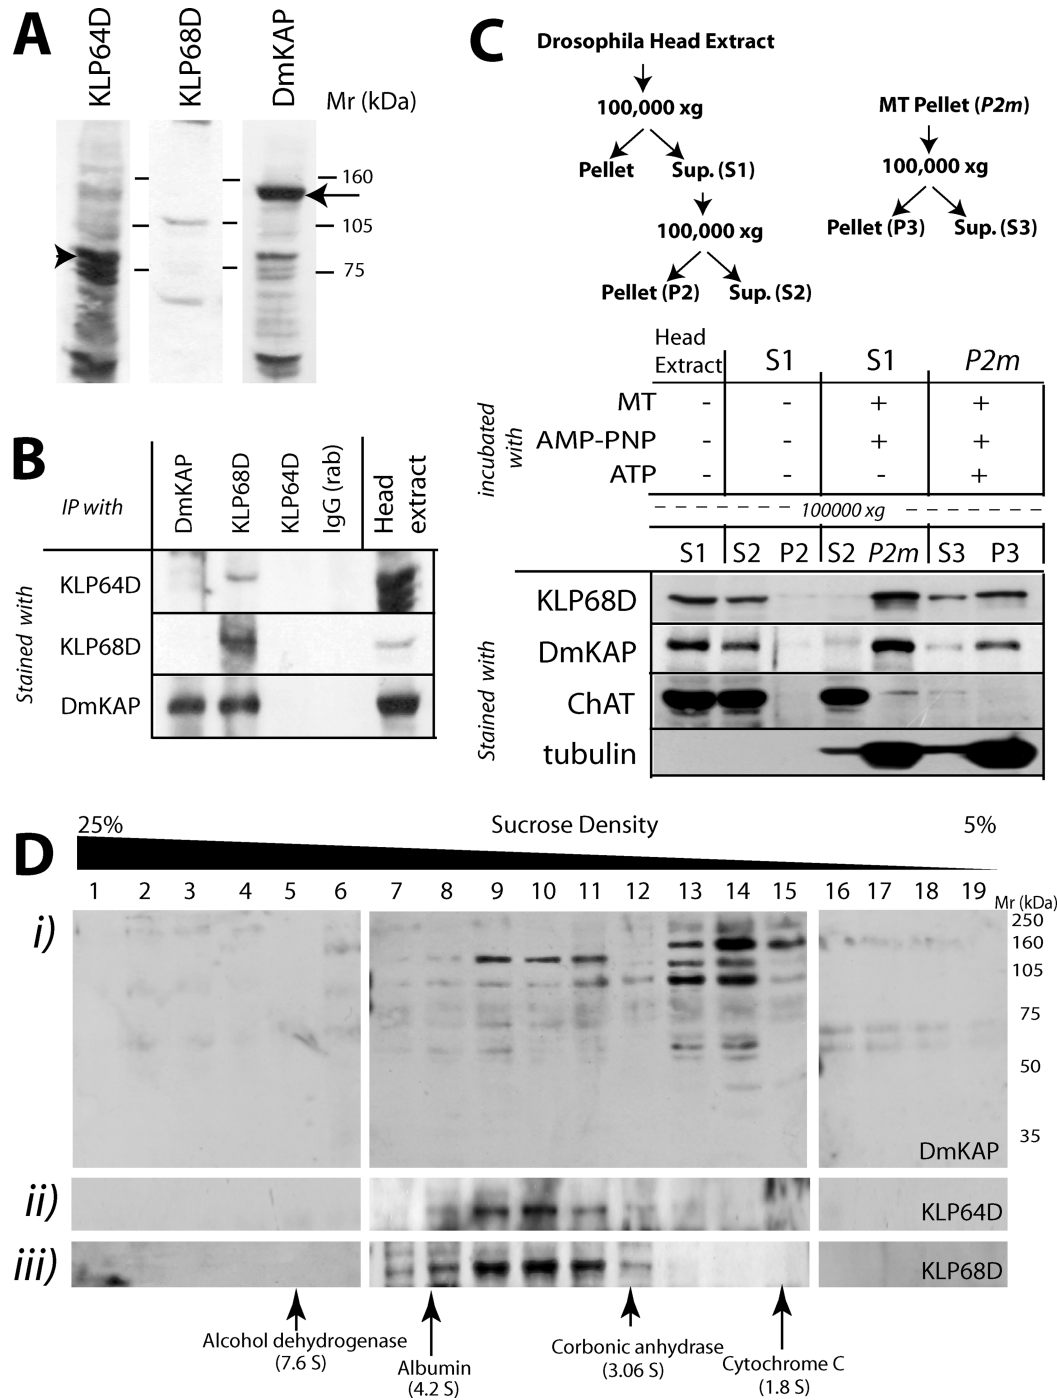 A
KLP64D
KLP68D
DmKAP
Mr (kDa)
160
105
75
B
IP with
DmKAP
KLP68D
KLP64D
IgG (rab)
Head extract
Stained with
KLP64D
KLP68D
DmKAP
C
Drosophila Head Extract
100,000 xg
Pellet Sup. (S1)
100,000 xg
Pellet (P2) Sup. (S2)
MT Pellet (P2m)
100,000 xg
Pellet (P3) Sup. (S3)
Head
Extract S1 S1 P2m
incubated with
MT - - + +
AMP-PNP - - + +
ATP - - - +
100000 xg
S1 S2 P2 S2 P2m S3 P3
Stained with
KLP68D
DmKAP
ChAT
tubulin
D
25% Sucrose Density 5%
1 2 3 4 5 6 7 8 9 10 11 12 13 14 15 16 17 18 19
Mr (kDa)
i)
250
160
105
75
50
35
DmKAP
ii)
KLP64D
iii)
KLP68D
Alcohol dehydrogenase
(7.6 S)
Albumin
(4.2 S)
Corbonic anhydrase
(3.06 S)
Cytochrome C
(1.8 S)